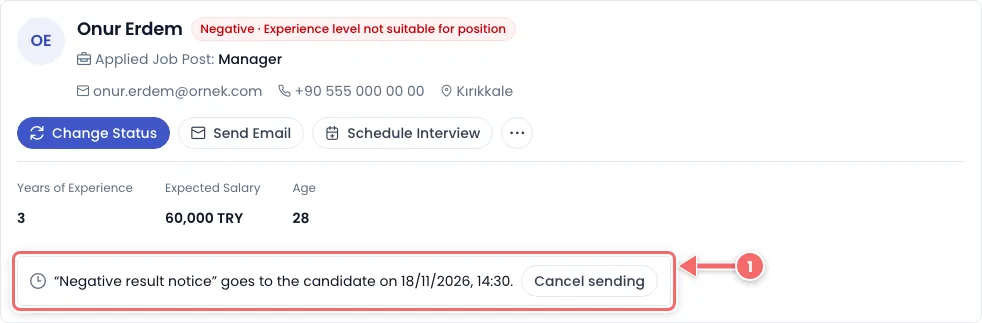 OE
Onur Erdem
Negative · Experience level not suitable for position
Applied Job Post: Manager
onur.erdem@ornek.com +90 555 000 00 00 Kırıkkale
Change Status Send Email Schedule Interview ···
Years of Experience Expected Salary Age
3 60,000 TRY 28
“Negative result notice” goes to the candidate on 18/11/2026, 14:30. Cancel sending
1